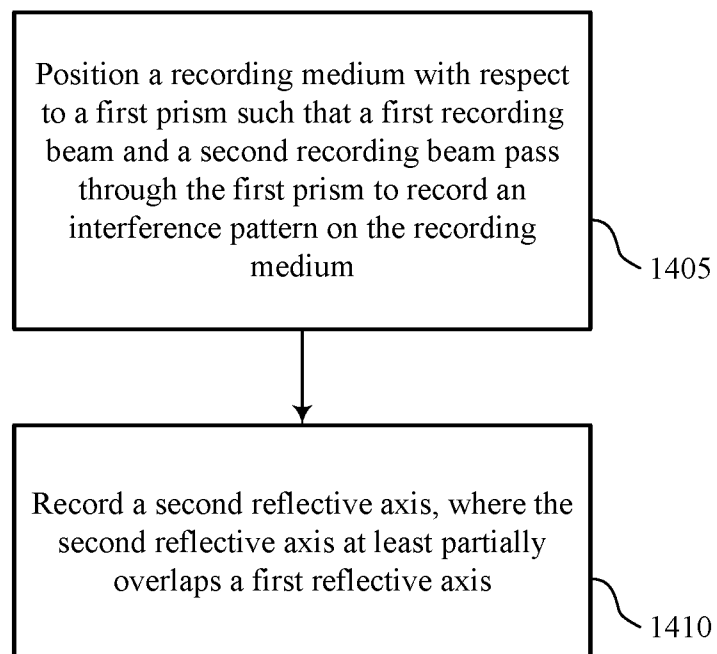 Position a recording medium with respect
to a first prism such that a first recording
beam and a second recording beam pass
through the first prism to record an
interference pattern on the recording
medium
1405
Record a second reflective axis, where the
second reflective axis at least partially
overlaps a first reflective axis
1410